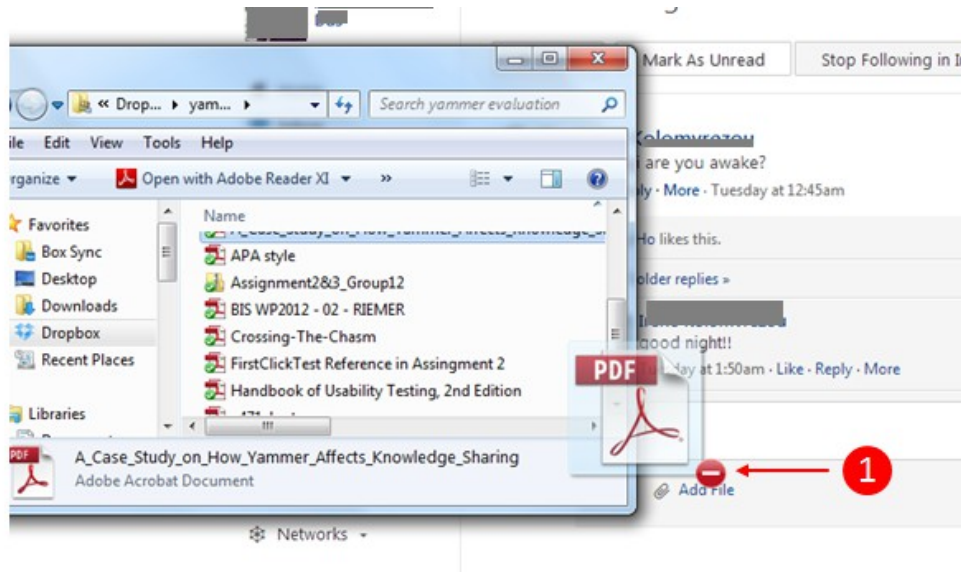 Mark As Unread
Stop Following in I
« Drop... yam...
Search yammer evaluation
are you awake?
More · Tuesday at 12:45am
Edit View Tools Help
Open with Adobe Reader XI »
Name
Favorites
Box Sync
Desktop
Downloads
Dropbox
Recent Places
Libraries
A_Case_Study_on_How_Yammer_Affects_Knowledge_S
APA style
Assignment2&3_Group12
BIS WP2012 - 02 - RIEMER
Crossing-The-Chasm
FirstClickTest Reference in Assingment 2
Handbook of Usability Testing, 2nd Edition
Ho likes this.
older replies »
good night!!
day at 1:50am · Like · Reply · More
PDF
PDF
A_Case_Study_on_How_Yammer_Affects_Knowledge_Sharing
Adobe Acrobat Document
Add File
1
Networks